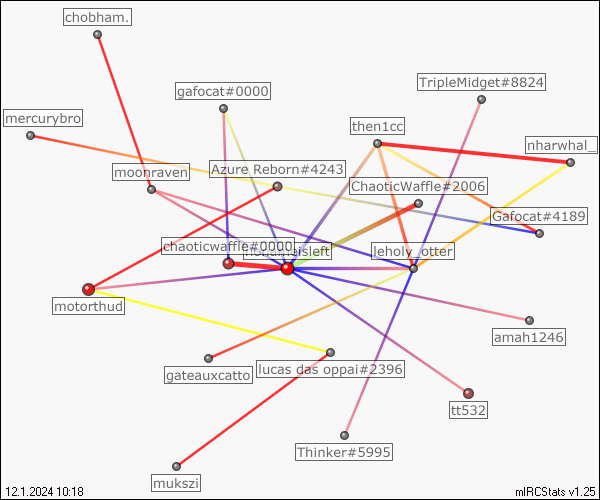 chobham.
TripleMidget#8824
gafocat#0000
mercurybro
then1cc
nharwhal_
moonraven
Azure Reborn#4243
ChaoticWaffle#2006
Gafocat#4189
chaoticwaffle#0000
leholy_otter
motorthud
amah1246
gateauxcatto
lucas das oppai#2396
tt532
Thinker#5995
mukszi
12.1.2024 10:18
mIRCStats v1.25